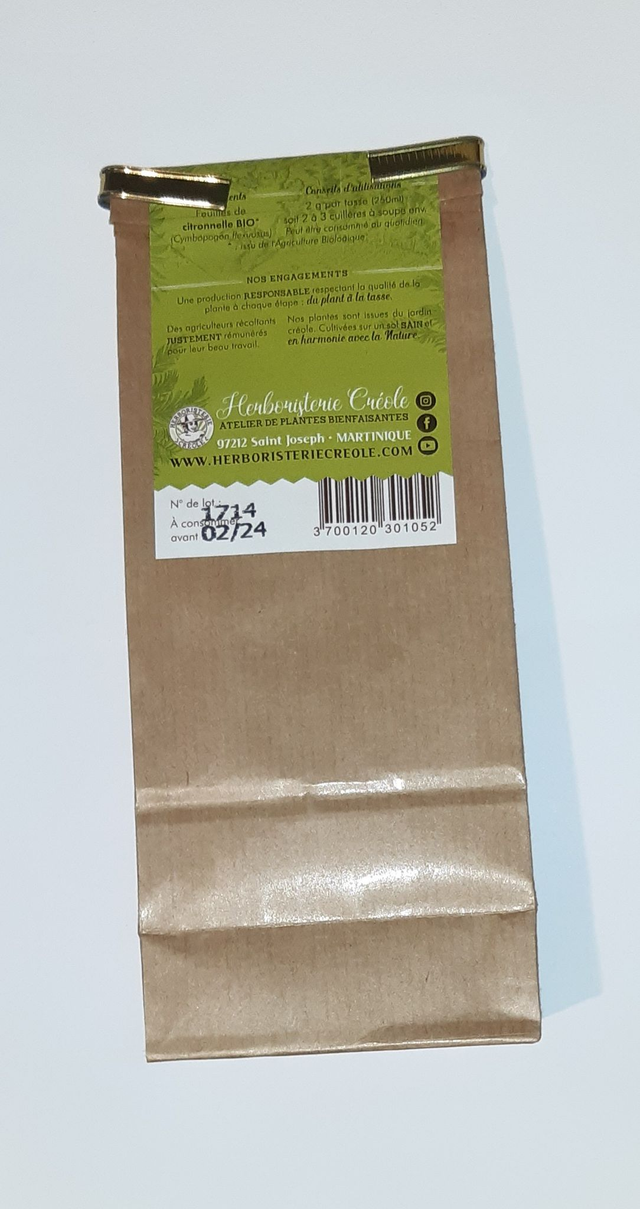 ents
Feuilles de
citronnelle BIO*
(Cymbopogon flexuosus)
* : issu de l'Agriculture Biologique
Conseils d'utilisations
2 g par tasse (250ml)
soit 2 à 3 cuillères à soupe env.
Peut être consommé au quotidien
NOS ENGAGEMENTS
Une production RESPONSABLE respectant la qualité de la
plante à chaque étape : du plant à la tasse.
Des agriculteurs récoltants
JUSTEMENT rémunérés
pour leur beau travail.
Nos plantes sont issues du jardin
créole. Cultivées sur un sol SAIN et
en harmonie avec la Nature.
HERBORISTERIE
CRÉOLE
Herboristerie Créole
ATELIER DE PLANTES BIENFAISANTES
97212 Saint Joseph • MARTINIQUE
WWW.HERBORISTERIECREOLE.COM
N° de lot :
1714
À consommer
avant 02/24
3 700120 301052